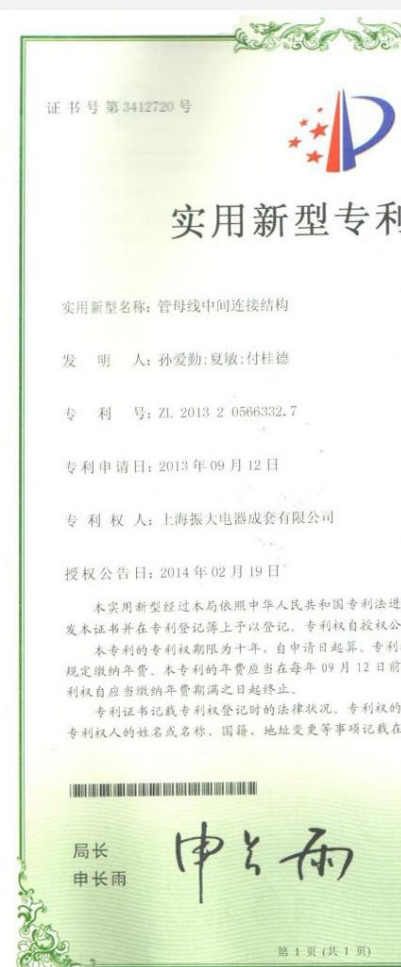 证书号第3412720号
实用新型专利
实用新型名称：管母线中间连接结构
发 明 人：孙爱勤;夏敏;付桂德
专 利 号：ZL 2013 2 0566332.7
专利申请日：2013年09月12日
专 利 权 人：上海振大电器成套有限公司
授权公告日：2014年02月19日
本实用新型经过本局依照中华人民共和国专利法进
发本证书并在专利登记簿上予以登记。专利权自授权公
本专利的专利权期限为十年，自申请日起算。专利
规定缴纳年费。本专利的年费应当在每年09月12日前
利权自应当缴纳年费期满之日起终止。
专利证书记载专利权登记时的法律状况。专利权的
专利权人的姓名或名称、国籍、地址变更等事项记载在
局长
申长雨
申长雨
第1页(共1页)